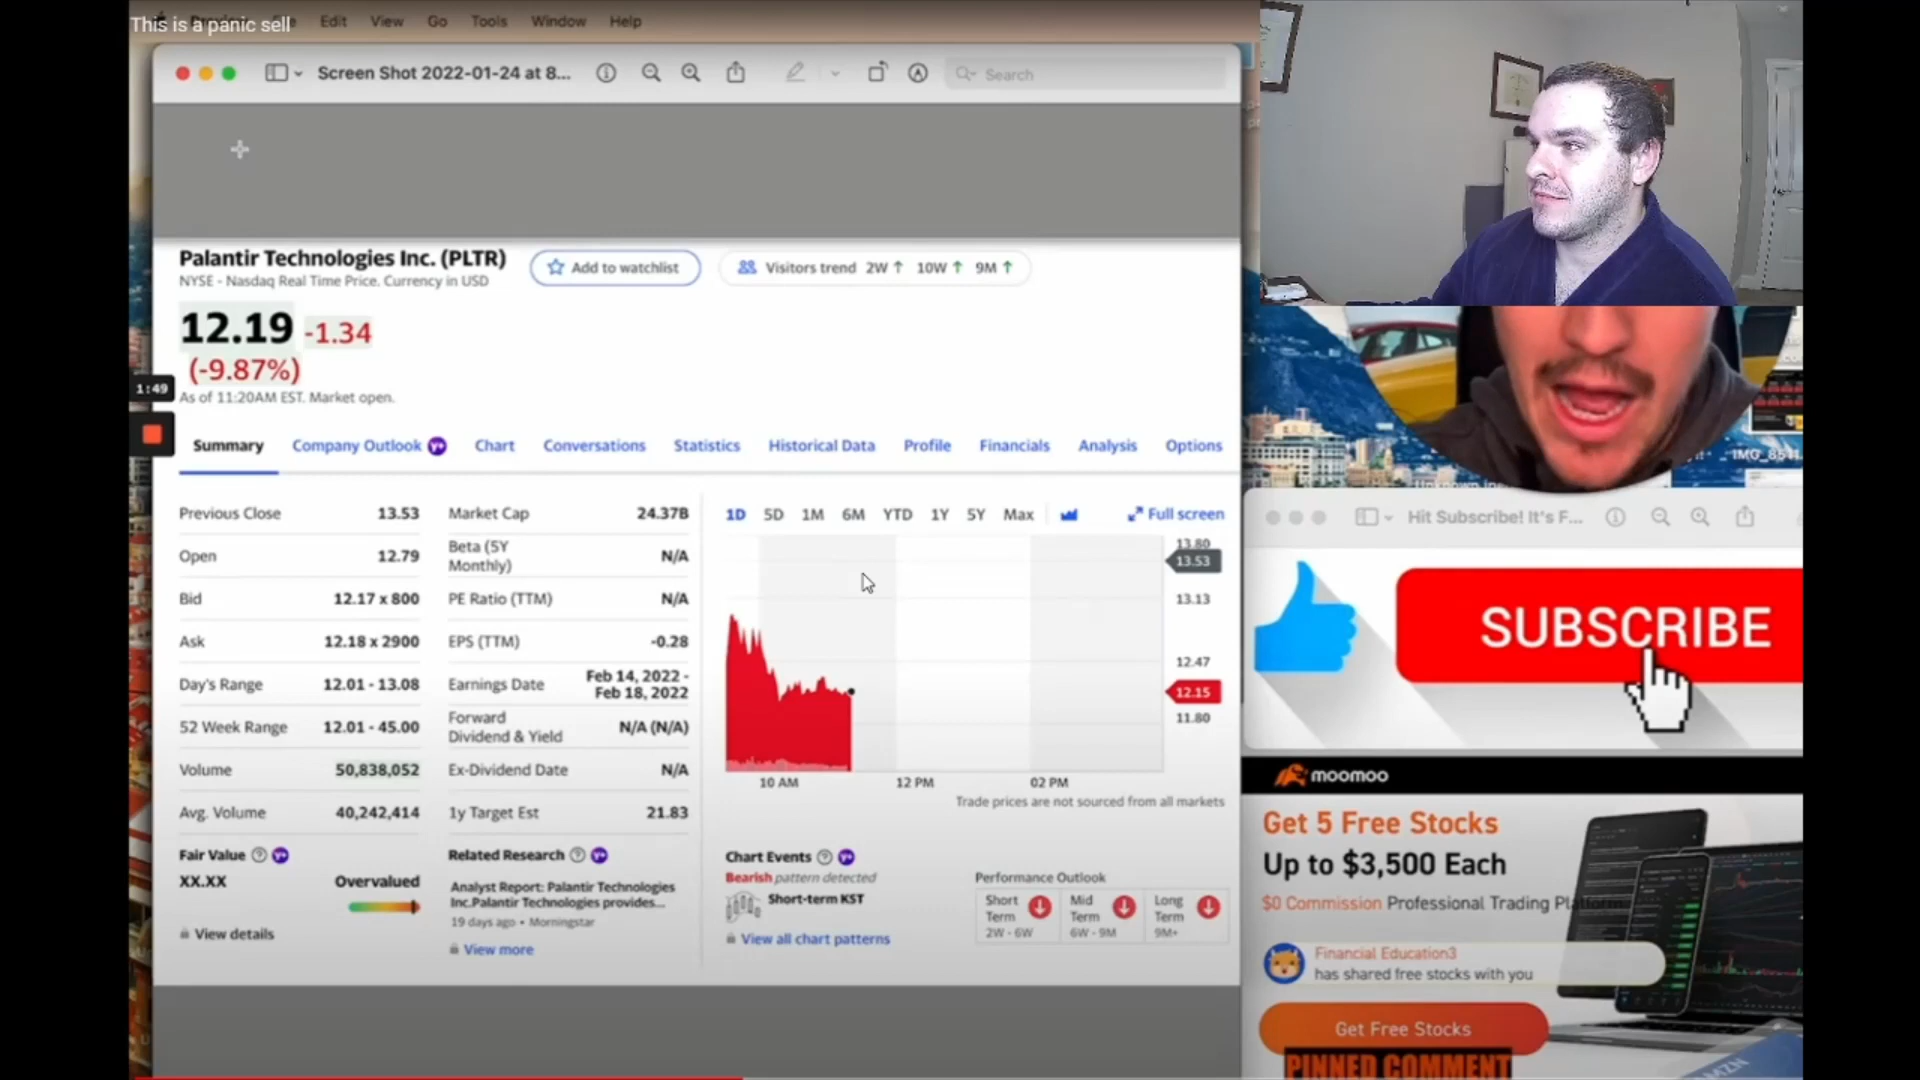 This is a panic sell
Edit View Go Tools Window Help
Screen Shot 2022-01-24 at 8...
Search
Palantir Technologies Inc. (PLTR)
NYSE - Nasdaq Real Time Price. Currency in USD
Add to watchlist
Visitors trend 2W ↑ 10W ↑ 9M ↑
12.19 -1.34
(-9.87%)
1:49
As of 11:20AM EST. Market open.
Summary Company Outlook Y+ Chart Conversations Statistics Historical Data Profile Financials Analysis Options
Previous Close 13.53
Open 12.79
Bid 12.17 x 800
Ask 12.18 x 2900
Day's Range 12.01 - 13.08
52 Week Range 12.01 - 45.00
Volume 50,838,052
Avg. Volume 40,242,414
Market Cap 24.37B
Beta (5Y
Monthly) N/A
PE Ratio (TTM) N/A
EPS (TTM) -0.28
Earnings Date Feb 14, 2022 -
Feb 18, 2022
Forward
Dividend & Yield N/A (N/A)
Ex-Dividend Date N/A
1y Target Est 21.83
1D 5D 1M 6M YTD 1Y 5Y Max
Full screen
13.80
13.53
13.13
12.47
12.15
11.80
10 AM 12 PM 02 PM
Trade prices are not sourced from all markets
Fair Value
XX.XX Overvalued
View details
Related Research
Analyst Report: Palantir Technologies
Inc.Palantir Technologies provides...
19 days ago • Morningstar
View more
Chart Events
Bearish pattern detected
Short-term KST
View all chart patterns
Performance Outlook
Short
Term
2W - 6W
Mid
Term
6W - 9M
Long
Term
9M+
Hit Subscribe! It's F...
SUBSCRIBE
moomoo
Get 5 Free Stocks
Up to $3,500 Each
$0 Commission Professional Trading Platform
Financial Education3
has shared free stocks with you
Get Free Stocks
PINNED COMMENT